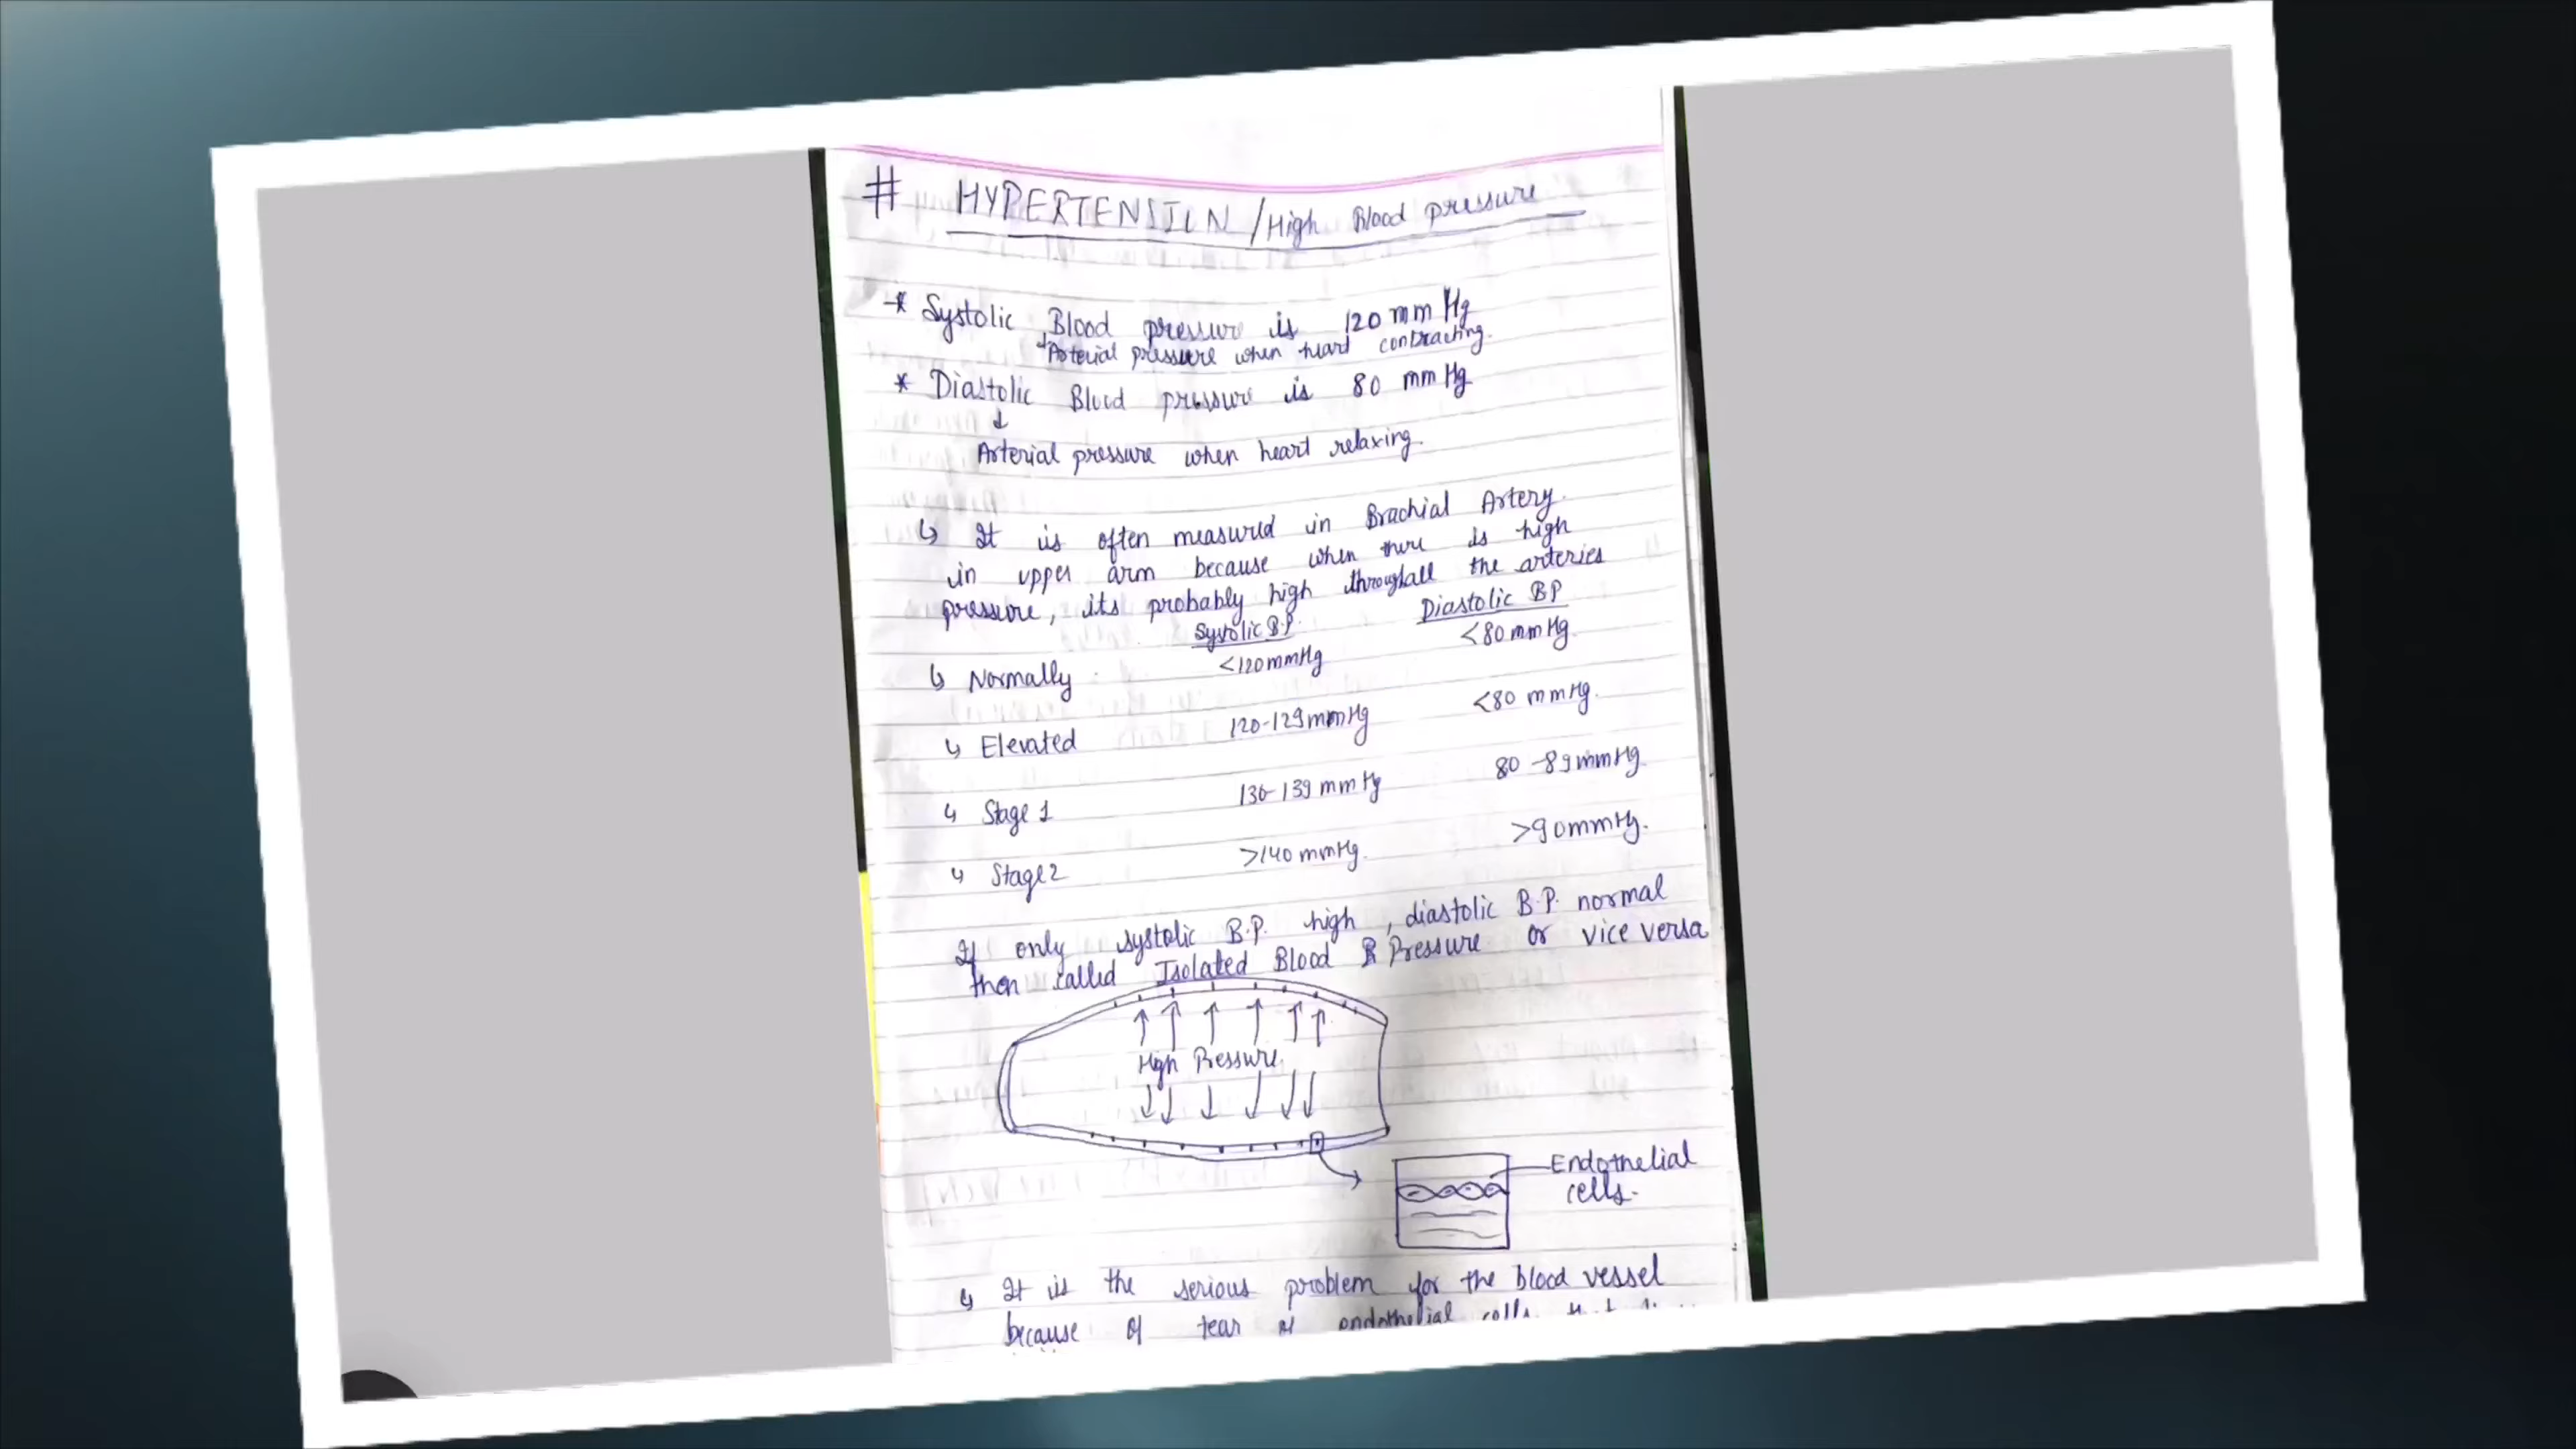 # HYPERTENSION / High Blood pressure
* Systolic Blood pressure is 120 mm Hg
Arterial pressure when heart contracting.
* Diastolic Blood pressure is 80 mm Hg
↓
Arterial pressure when heart relaxing.
↳ It is often measured in Brachial Artery.
in upper arm because when there is high
pressure, its probably high throughall the arteries
Systolic B.P. Diastolic BP
↳ Normally <120mmHg <80mmHg
↳ Elevated 120-129mmHg <80 mmHg.
↳ Stage 1 130-139 mm Hg 80-89mmHg
↳ Stage 2 >140 mmHg. >90mmHg.
If only systolic B.P. high, diastolic B.P. normal
then called Isolated Blood Pressure or vice versa
High Pressure
Endothelial
cells.
↳ It is the serious problem for the blood vessel
because of tear of endothelial cells